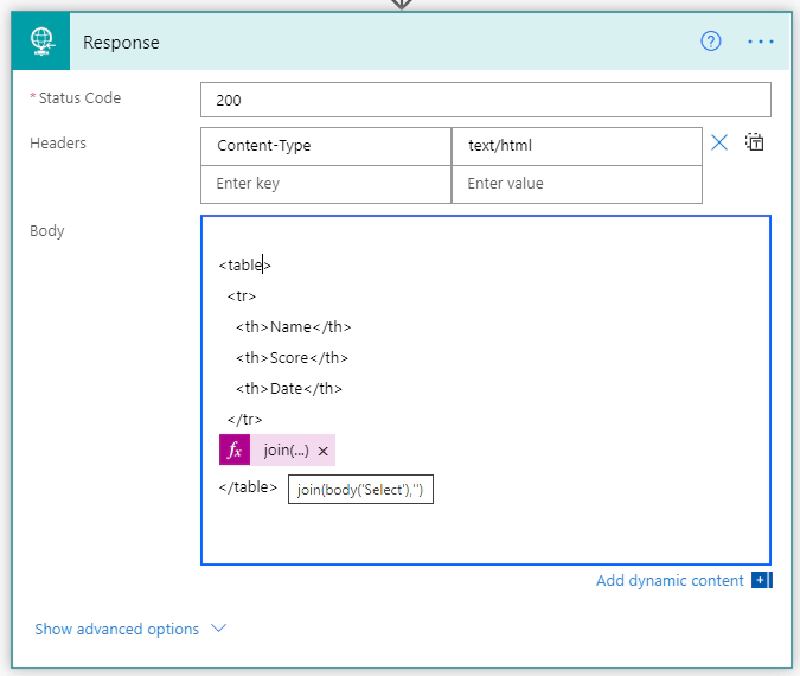 Response
? ...
*Status Code 200
Headers Content-Type text/html
Enter key Enter value
Body
<table>
<tr>
<th>Name</th>
<th>Score</th>
<th>Date</th>
</tr>
fx join(...) ×
</table> join(body('Select'),'')
Add dynamic content +
Show advanced options